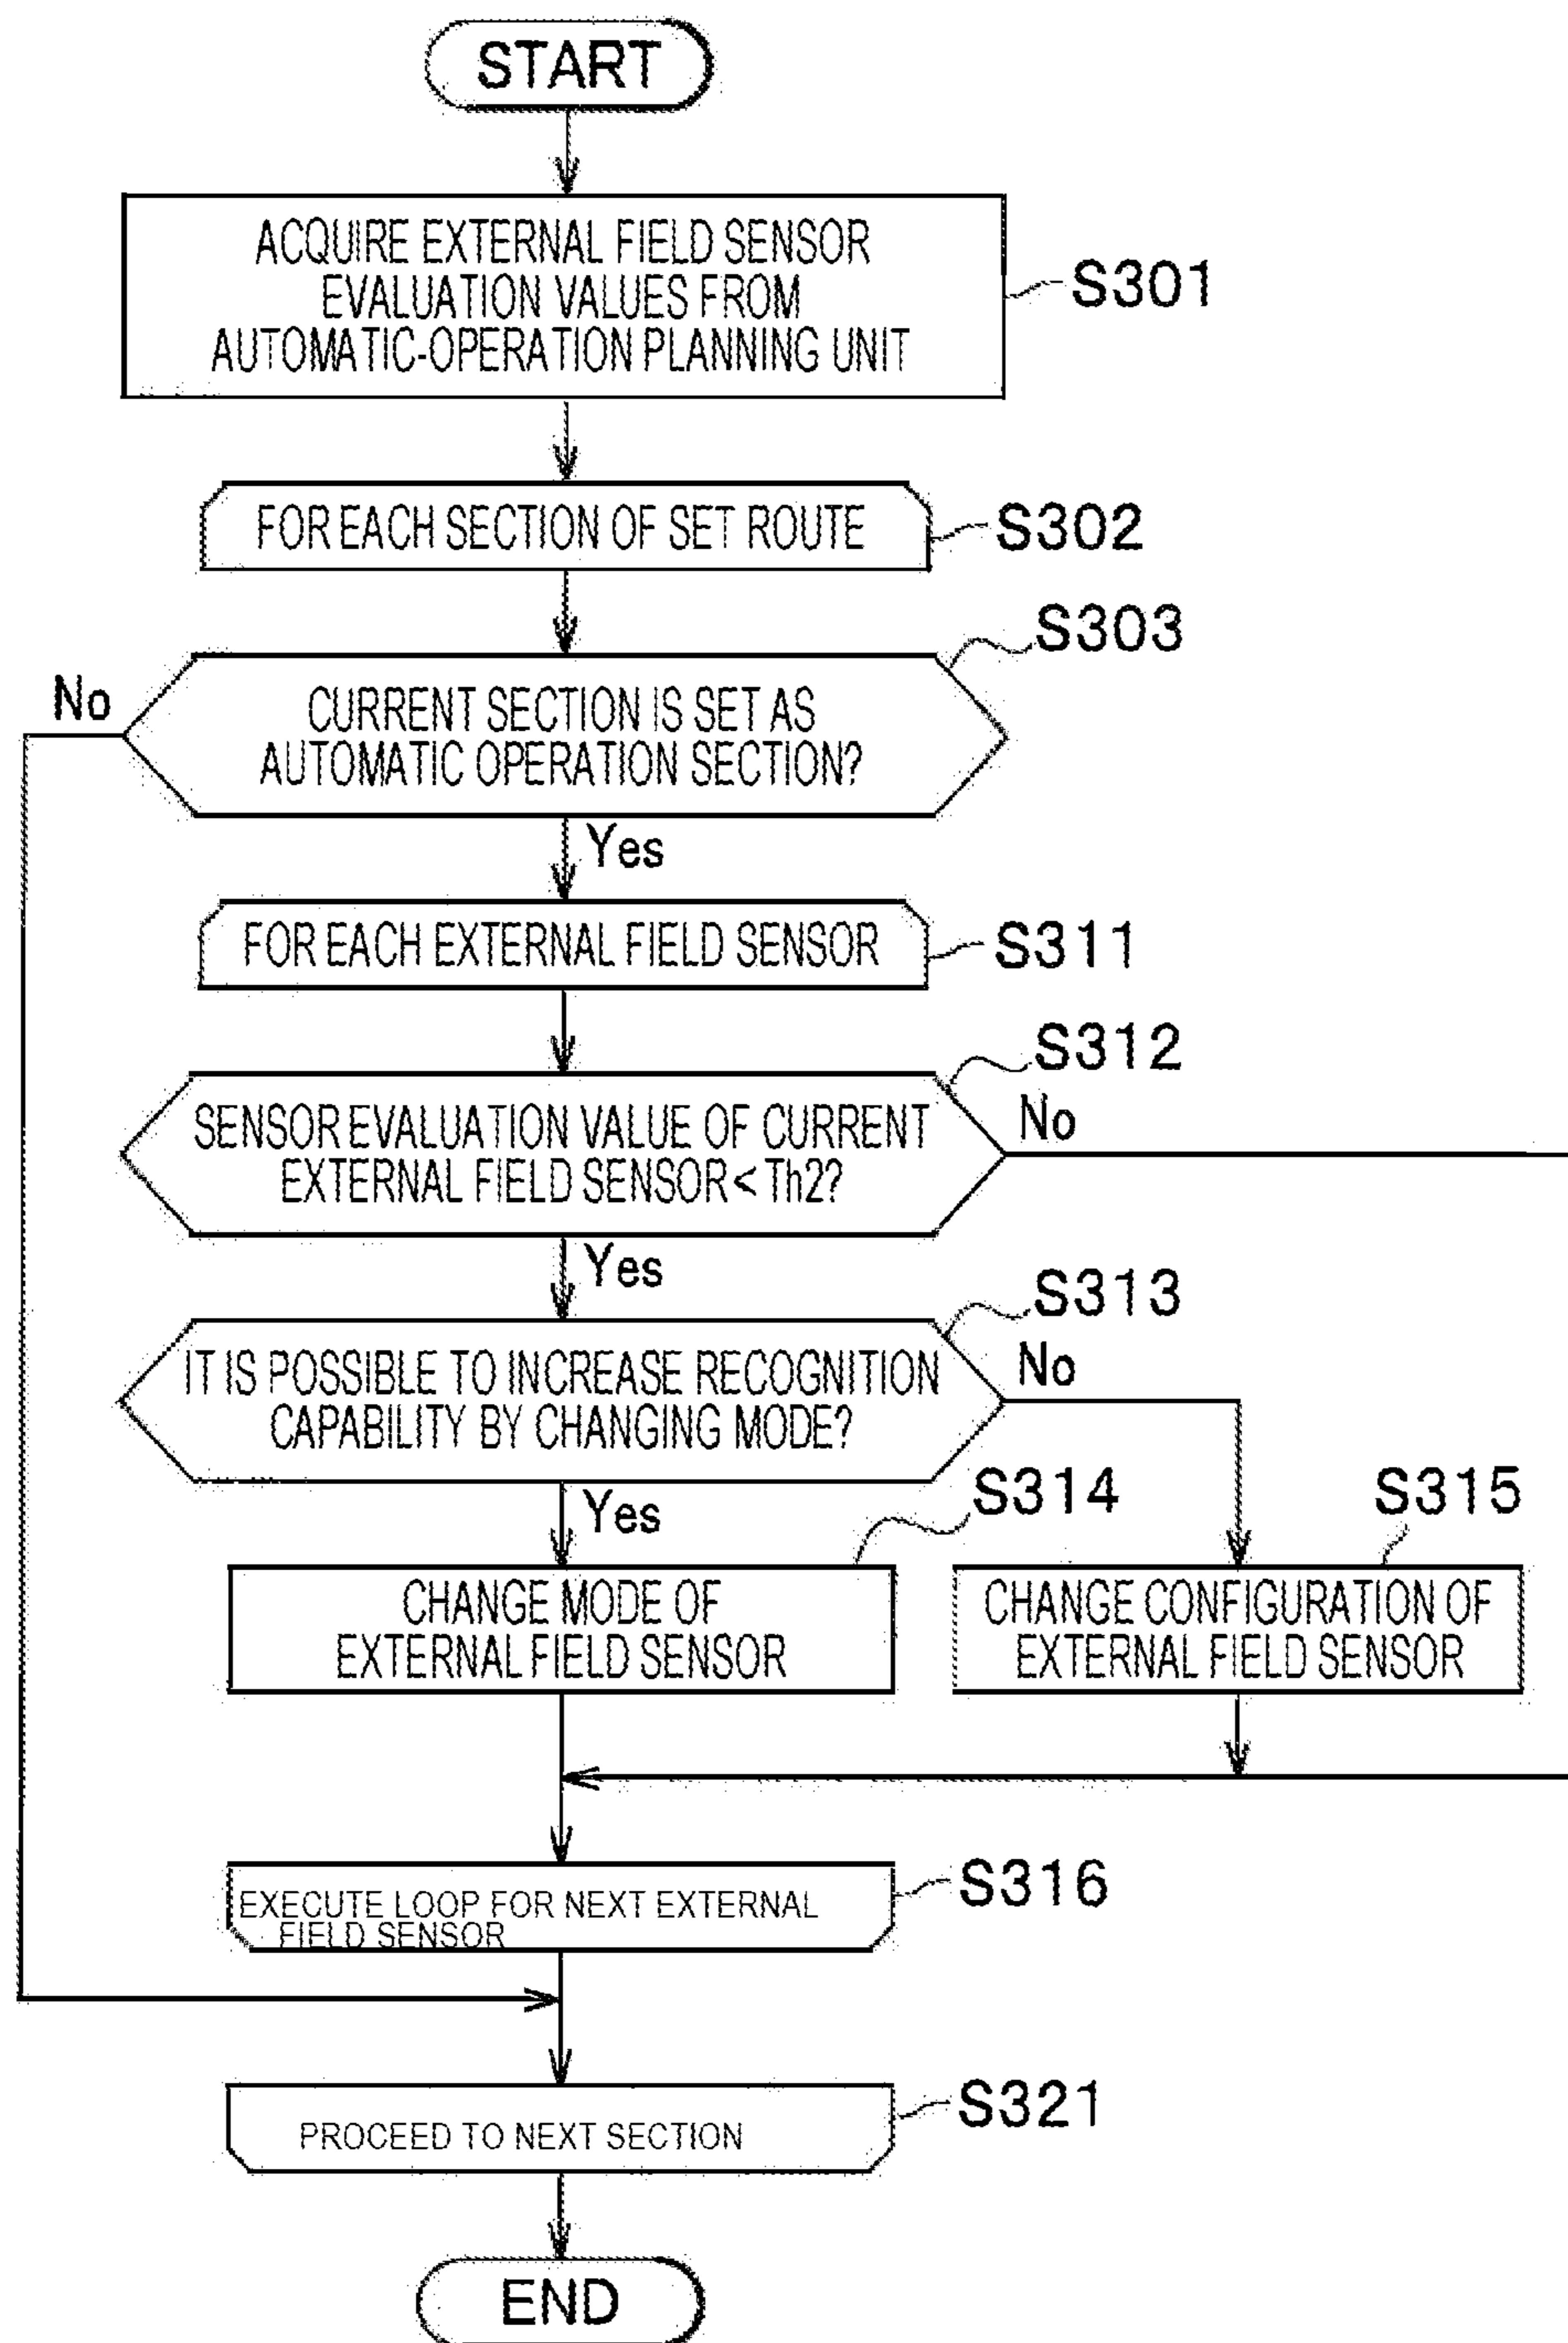 START
ACQUIRE EXTERNAL FIELD SENSOR
EVALUATION VALUES FROM
AUTOMATIC-OPERATION PLANNING UNIT
S301
FOR EACH SECTION OF SET ROUTE
S302
S303
No
CURRENT SECTION IS SET AS
AUTOMATIC OPERATION SECTION?
Yes
FOR EACH EXTERNAL FIELD SENSOR
S311
S312
No
SENSOR EVALUATION VALUE OF CURRENT
EXTERNAL FIELD SENSOR < Th2?
Yes
S313
No
IT IS POSSIBLE TO INCREASE RECOGNITION
CAPABILITY BY CHANGING MODE?
Yes
S314
S315
CHANGE MODE OF
EXTERNAL FIELD SENSOR
CHANGE CONFIGURATION OF
EXTERNAL FIELD SENSOR
EXECUTE LOOP FOR NEXT EXTERNAL
FIELD SENSOR
S316
PROCEED TO NEXT SECTION
S321
END